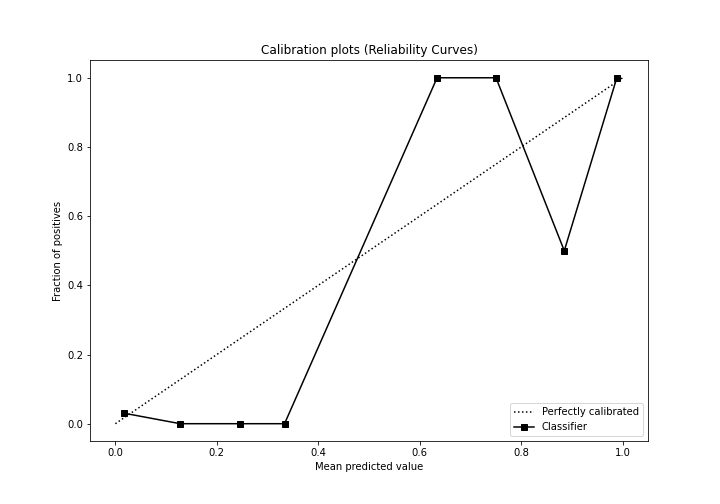 Calibration plots (Reliability Curves)
1.0
0.8
0.6
0.4
0.2
0.0
Fraction of positives
0.0 0.2 0.4 0.6 0.8 1.0
Mean predicted value
Perfectly calibrated
Classifier